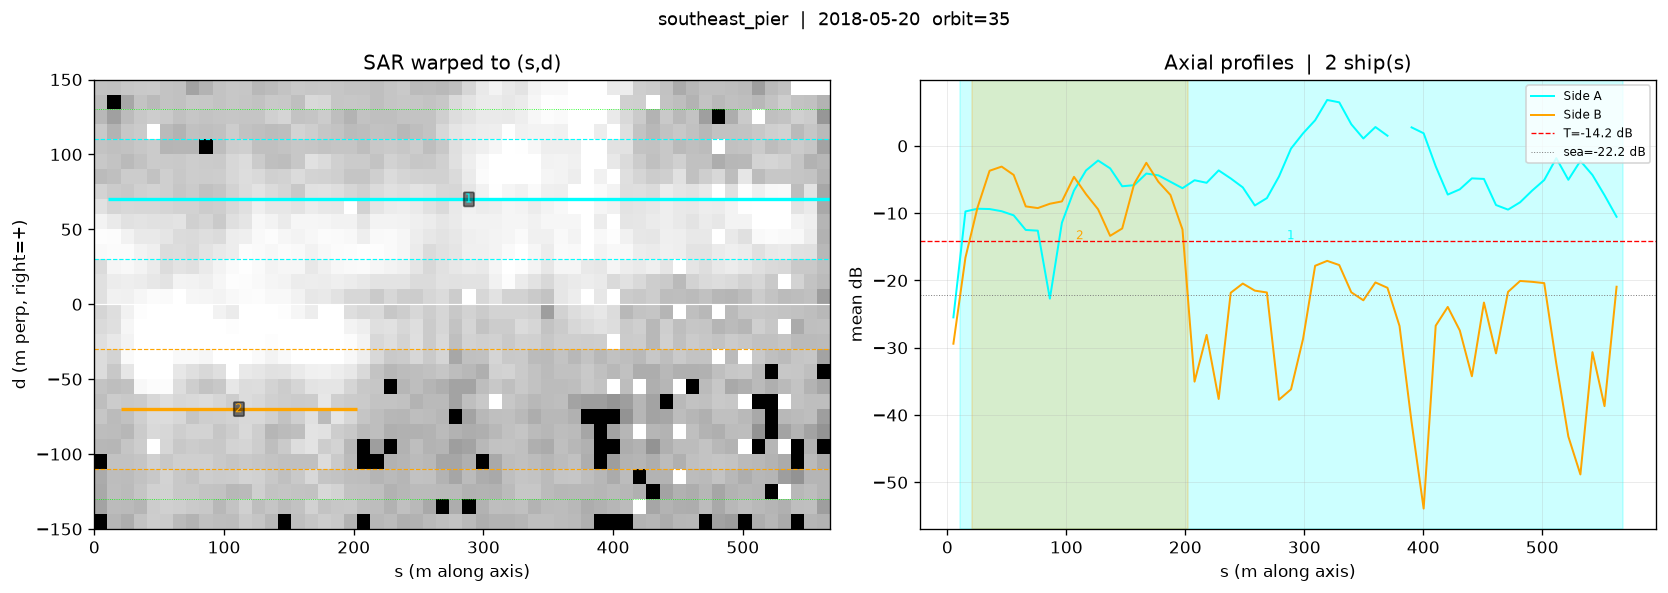 southeast_pier | 2018-05-20 orbit=35
SAR warped to (s,d)
150
100
50
0
−50
−100
−150
d (m perp, right=+)
1
2
0 100 200 300 400 500
s (m along axis)
Axial profiles | 2 ship(s)
Side A
Side B
T=-14.2 dB
sea=-22.2 dB
0
−10
−20
−30
−40
−50
mean dB
2
1
0 100 200 300 400 500
s (m along axis)